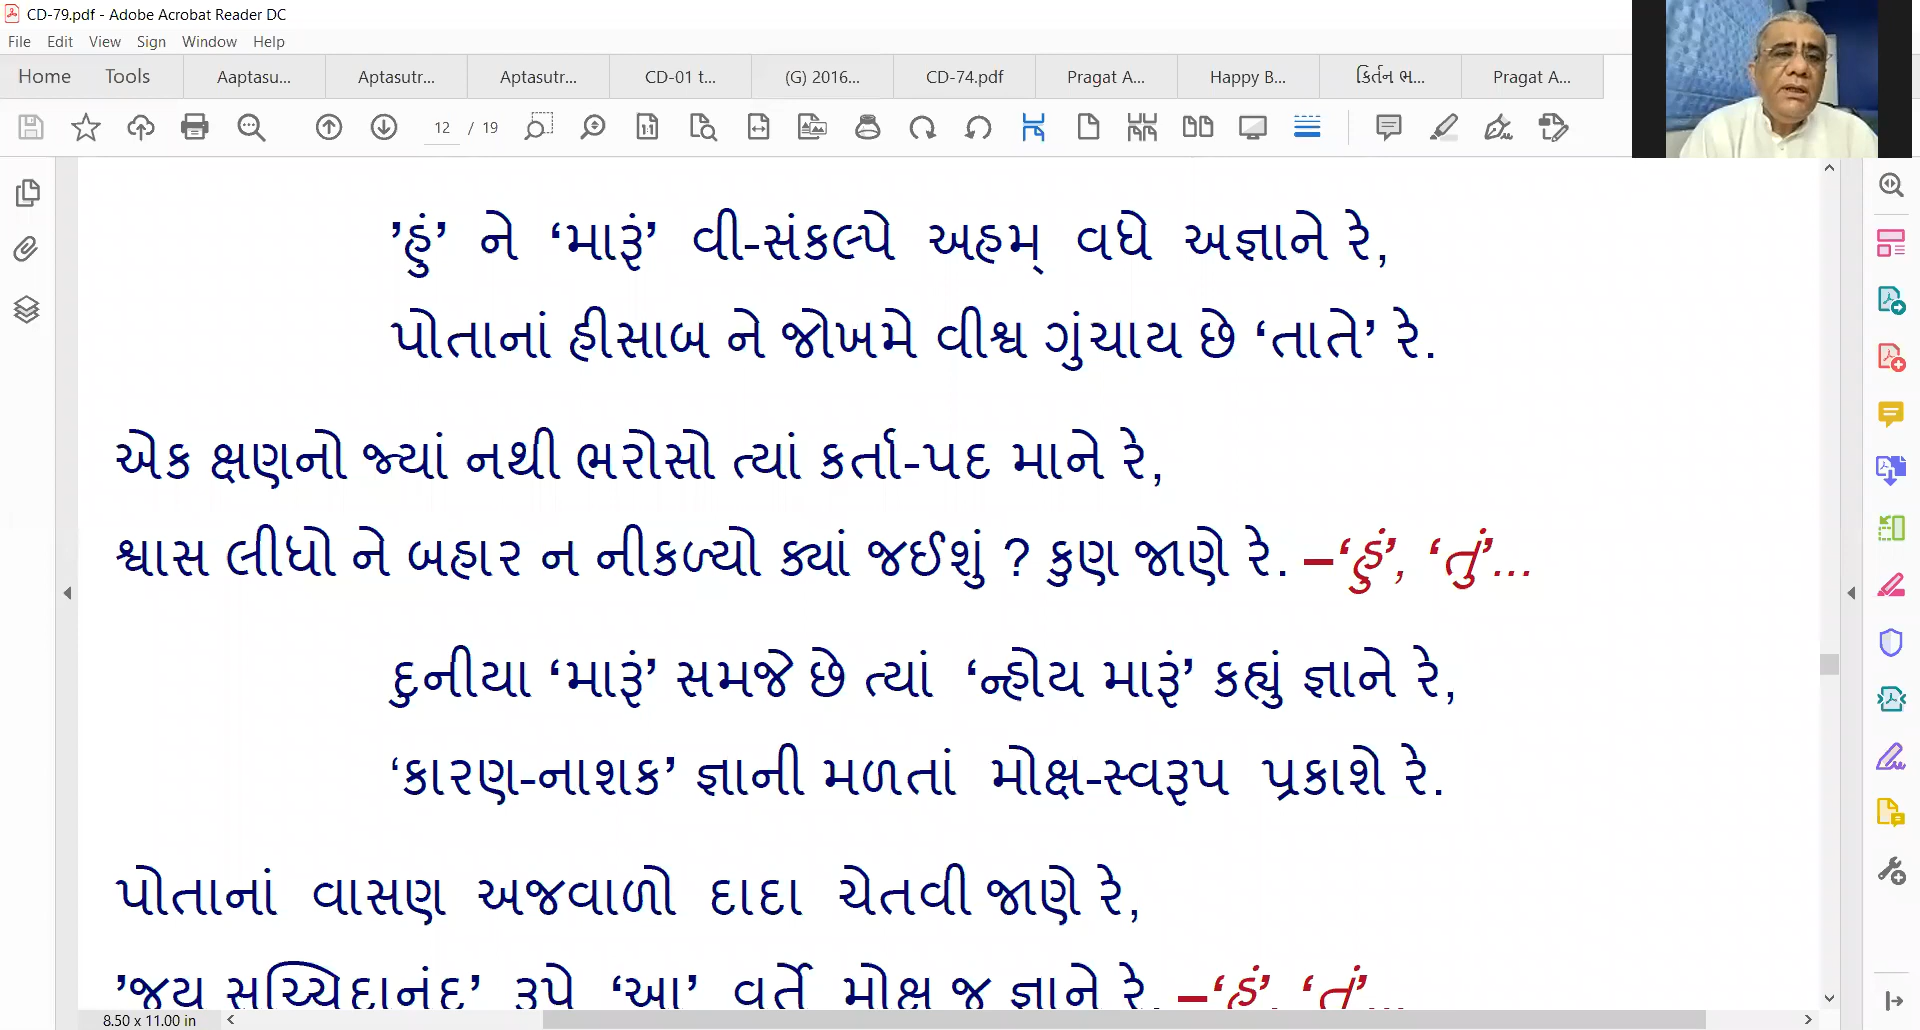 CD-79.pdf - Adobe Acrobat Reader DC
File Edit View Sign Window Help
Home Tools Aaptasu... Aptasutr... Aptasutr... CD-01 t... (G) 2016... CD-74.pdf Pragat A... Happy B... કિર્તન ભ... Pragat A...
12 / 19
’હું’ ને ‘મારૂં’ વી-સંકલ્પે અહમ્ વધે અજ્ઞાને રે,
પોતાનાં હીસાબ ને જોખમે વીશ્વ ગુંચાય છે ‘તાતે’ રે.
એક ક્ષણનો જ્યાં નથી ભરોસો ત્યાં કર્તા-પદ માને રે,
શ્વાસ લીધો ને બહાર ન નીકળ્યો ક્યાં જઈશું ? કુણ જાણે રે. –‘હું’, ‘તું’...
દુનીયા ‘મારૂં’ સમજે છે ત્યાં ‘ન્હોય મારૂં’ કહ્યું જ્ઞાને રે,
‘કારણ-નાશક’ જ્ઞાની મળતાં મોક્ષ-સ્વરૂપ પ્રકાશે રે.
પોતાનાં વાસણ અજવાળો દાદા ચેતવી જાણે રે,
’જય સચ્ચિદાનંદ’ રૂપે ‘આ’ વર્તે મોક્ષ જ જ્ઞાને રે. –‘હું’, ‘તું’...
8.50 x 11.00 in